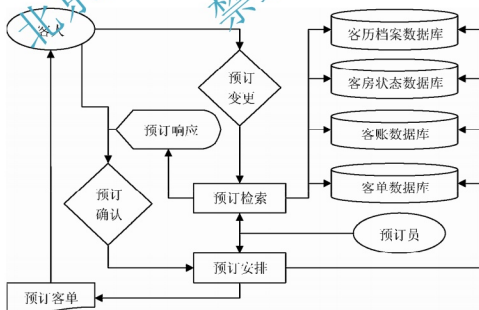 客人
预订
变更
客历档案数据库
客房状态数据库
预订响应
客账数据库
预订
确认
预订检索
客单数据库
预订员
预订安排
预订客单